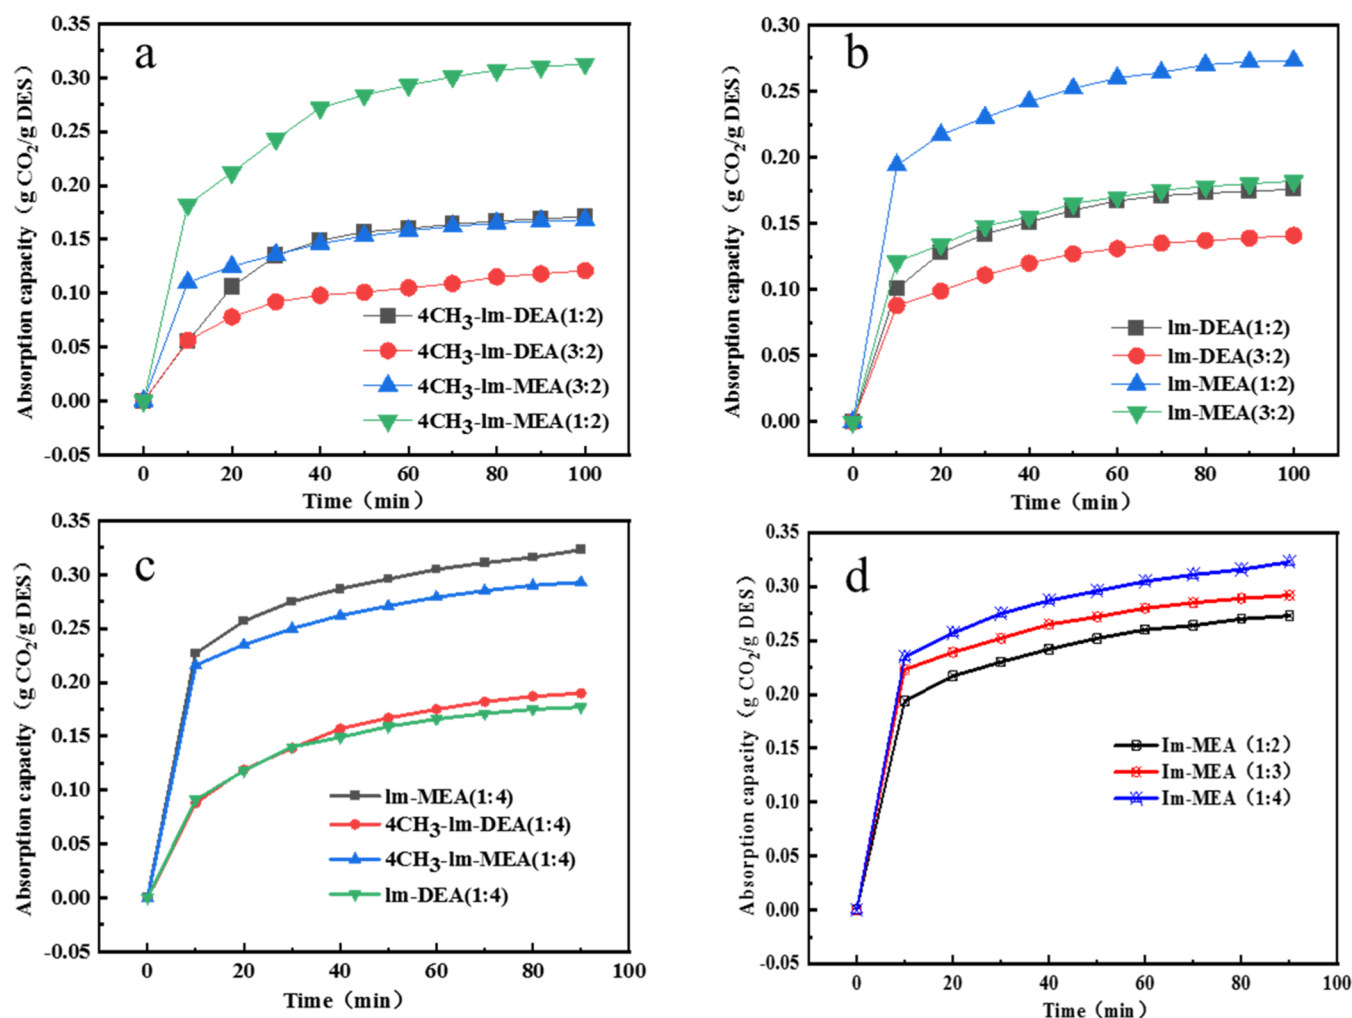 a
Absorption capacity（g CO2/g DES）
0.35
0.30
0.25
0.20
0.15
0.10
0.05
0.00
-0.05
4CH3-lm-DEA(1:2)
4CH3-lm-DEA(3:2)
4CH3-lm-MEA(3:2)
4CH3-lm-MEA(1:2)
0 20 40 60 80 100
Time（min）
b
Absorption capacity（g CO2/g DES）
0.30
0.25
0.20
0.15
0.10
0.05
0.00
lm-DEA(1:2)
lm-DEA(3:2)
lm-MEA(1:2)
lm-MEA(3:2)
0 20 40 60 80 100
Time（min）
c
Absorption capacity（g CO2/g DES）
0.35
0.30
0.25
0.20
0.15
0.10
0.05
0.00
-0.05
lm-MEA(1:4)
4CH3-lm-DEA(1:4)
4CH3-lm-MEA(1:4)
lm-DEA(1:4)
0 20 40 60 80 100
Time（min）
d
Absorption capacity（g CO2/g DES）
0.35
0.30
0.25
0.20
0.15
0.10
0.05
0.00
-0.05
Im-MEA（1:2）
Im-MEA（1:3）
Im-MEA（1:4）
0 20 40 60 80 100
Time（min）